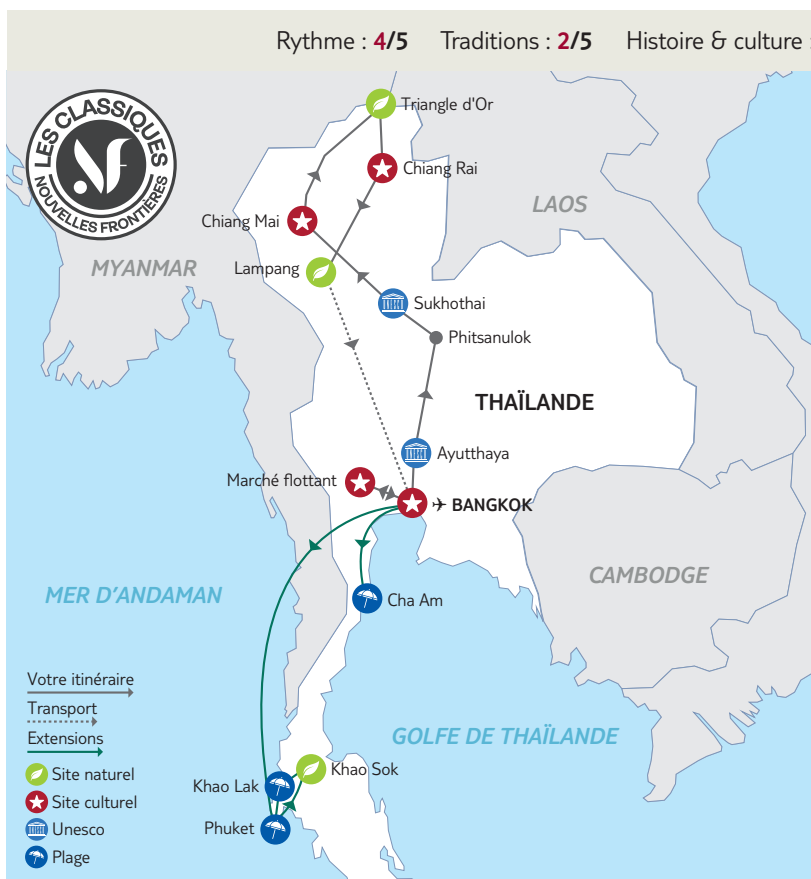 Rythme : 4/5 Traditions : 2/5 Histoire & culture :
LES CLASSIQUES
NF
NOUVELLES FRONTIÈRES
Triangle d'Or
Chiang Rai
LAOS
Chiang Mai
MYANMAR
Lampang
Sukhothai
Phitsanulok
THAÏLANDE
Ayutthaya
Marché flottant
BANGKOK
CAMBODGE
MER D'ANDAMAN
Cha Am
Votre itinéraire
Transport
GOLFE DE THAÏLANDE
Extensions
Khao Sok
Site naturel
Khao Lak
Site culturel
Phuket
Unesco
Plage